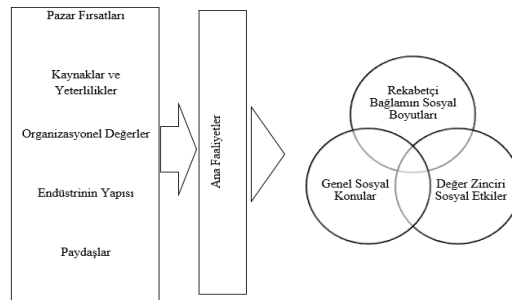 Pazar Fırsatları
Kaynaklar ve
Yeterlilikler
Organizasyonel Değerler
Endüstrinin Yapısı
Paydaşlar
Ana Faaliyetler
Rekabetçi
Bağlamın Sosyal
Boyutları
Genel Sosyal
Konular
Değer Zinciri
Sosyal Etkiler